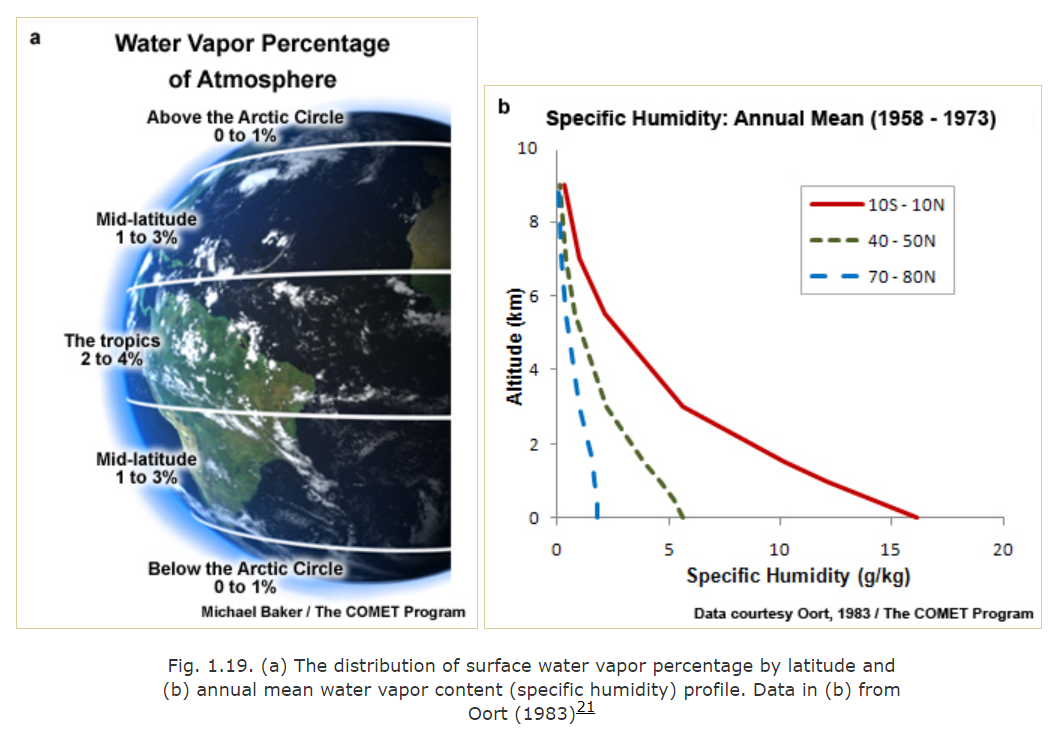 a
Water Vapor Percentage
of Atmosphere
Above the Arctic Circle
0 to 1%
Mid-latitude
1 to 3%
The tropics
2 to 4%
Mid-latitude
1 to 3%
Below the Arctic Circle
0 to 1%
Michael Baker / The COMET Program
b
Specific Humidity: Annual Mean (1958 - 1973)
10
8
6
4
2
0
Altitude (km)
10S - 10N
40 - 50N
70 - 80N
0 5 10 15 20
Specific Humidity (g/kg)
Data courtesy Oort, 1983 / The COMET Program
Fig. 1.19. (a) The distribution of surface water vapor percentage by latitude and
(b) annual mean water vapor content (specific humidity) profile. Data in (b) from
Oort (1983)21